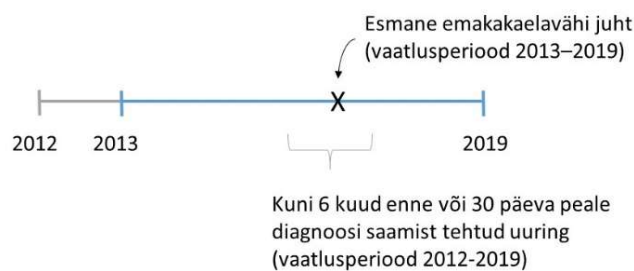 Esmane emakakaelavähi juht
(vaatlusperiood 2013–2019)
X
2012
2013
2019
Kuni 6 kuud enne või 30 päeva peale
diagnoosi saamist tehtud uuring
(vaatlusperiood 2012-2019)